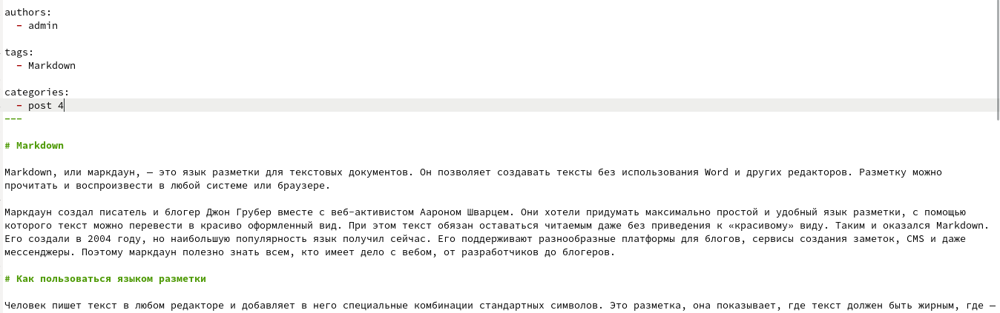 authors:
  - admin
tags:
  - Markdown
categories:
  - post 4
---
# Markdown
Markdown, или маркдаун, — это язык разметки для текстовых документов. Он позволяет создавать тексты без использования Word и других редакторов. Разметку можно
прочитать и воспроизвести в любой системе или браузере.
Маркдаун создал писатель и блогер Джон Грубер вместе с веб-активистом Аароном Шварцем. Они хотели придумать максимально простой и удобный язык разметки, с помощью
которого текст можно перевести в красиво оформленный вид. При этом текст обязан оставаться читаемым даже без приведения к «красивому» виду. Таким и оказался Markdown.
Его создали в 2004 году, но наибольшую популярность язык получил сейчас. Его поддерживают разнообразные платформы для блогов, сервисы создания заметок, CMS и даже
мессенджеры. Поэтому маркдаун полезно знать всем, кто имеет дело с вебом, от разработчиков до блогеров.
# Как пользоваться языком разметки
Человек пишет текст в любом редакторе и добавляет в него специальные комбинации стандартных символов. Это разметка, она показывает, где текст должен быть жирным, где —